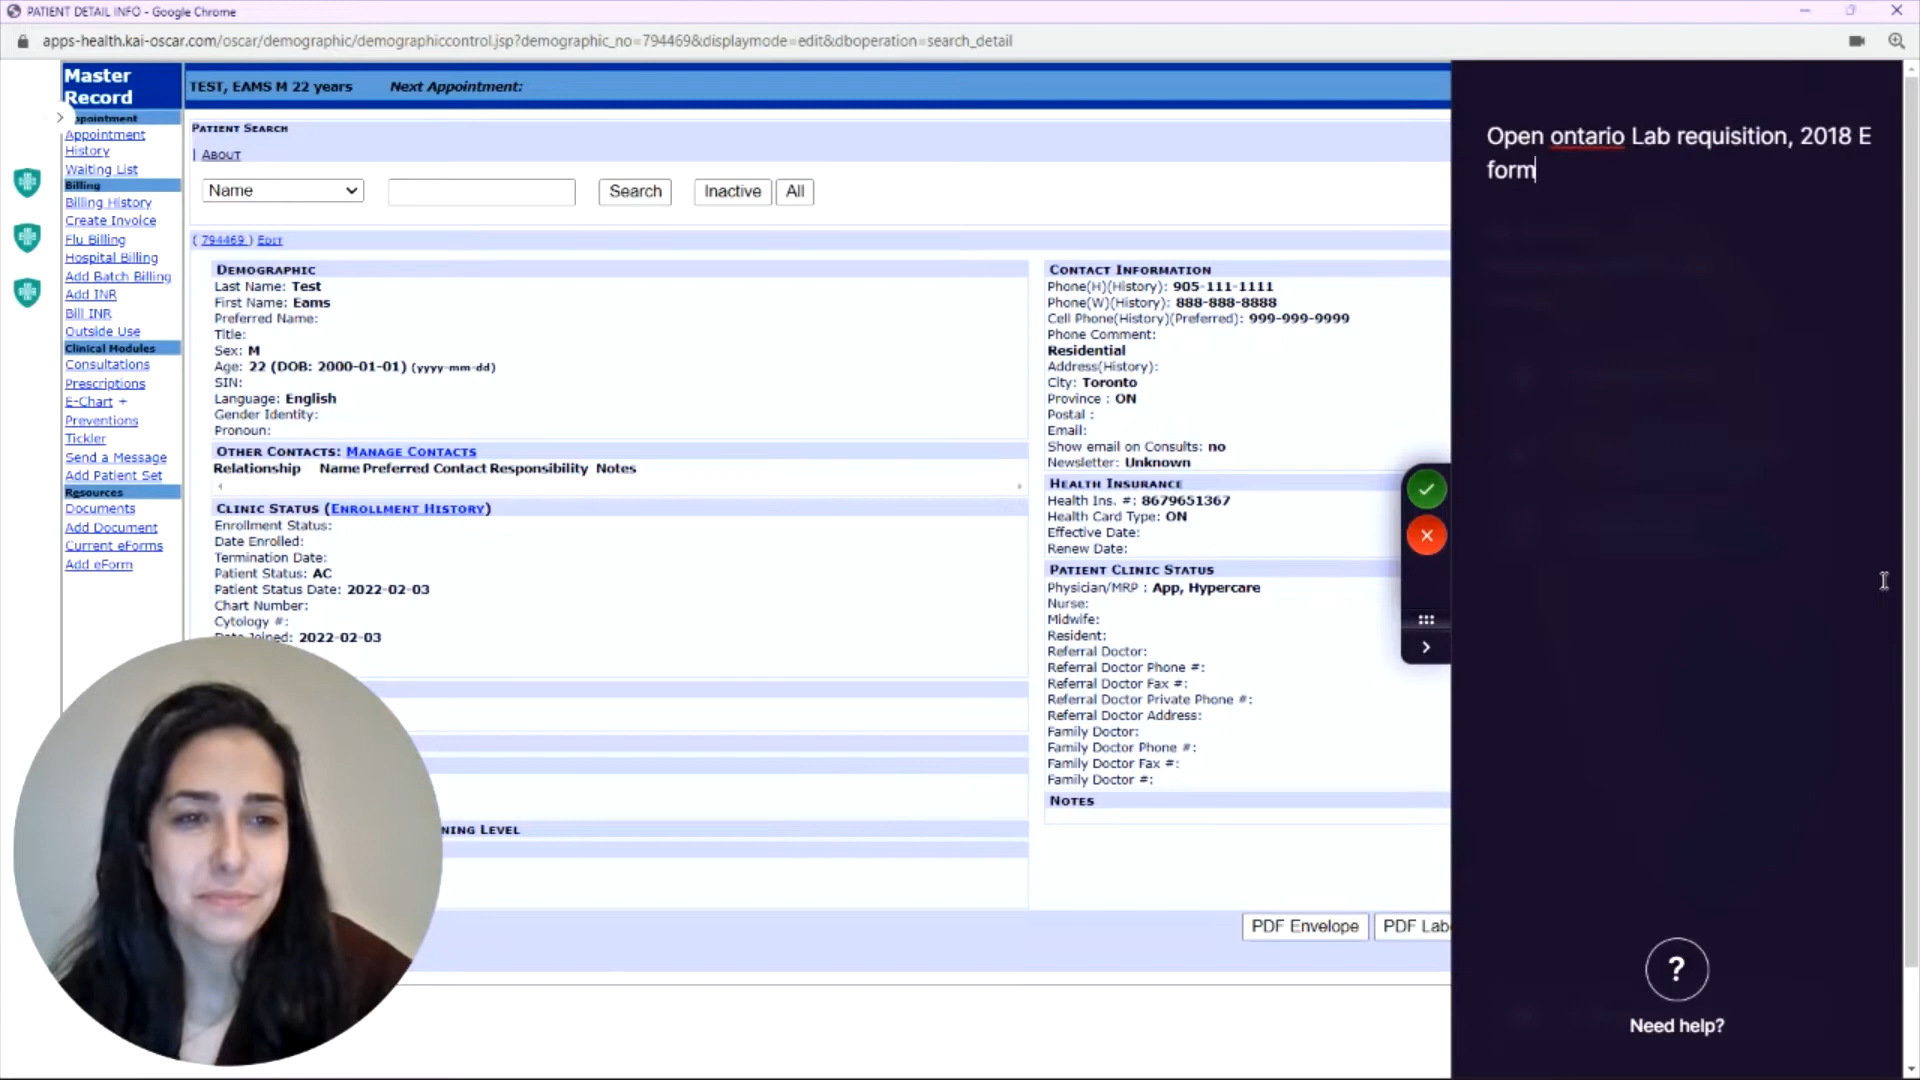 PATIENT DETAIL INFO - Google Chrome
apps-health.kai-oscar.com/oscar/demographic/demographiccontrol.jsp?demographic_no=794469&displaymode=edit&dboperation=search_detail
Master
Record
TEST, EAMS M 22 years
Next Appointment:
ppointment
Appointment
History
Waiting List
Billing
Billing History
Create Invoice
Flu Billing
Hospital Billing
Add Batch Billing
Add INR
Bill INR
Outside Use
Clinical Modules
Consultations
Prescriptions
E-Chart +
Preventions
Tickler
Send a Message
Add Patient Set
Resources
Documents
Add Document
Current eForms
Add eForm
PATIENT SEARCH
| ABOUT
Name
Search
Inactive
All
( 794469 ) EDIT
DEMOGRAPHIC
Last Name: Test
First Name: Eams
Preferred Name:
Title:
Sex: M
Age: 22 (DOB: 2000-01-01) (yyyy-mm-dd)
SIN:
Language: English
Gender Identity:
Pronoun:
OTHER CONTACTS: MANAGE CONTACTS
Relationship Name Preferred Contact Responsibility Notes
CLINIC STATUS (ENROLLMENT HISTORY)
Enrollment Status:
Date Enrolled:
Termination Date:
Patient Status: AC
Patient Status Date: 2022-02-03
Chart Number:
Cytology #:
Date Joined: 2022-02-03
NING LEVEL
CONTACT INFORMATION
Phone(H)(History): 905-111-1111
Phone(W)(History): 888-888-8888
Cell Phone(History)(Preferred): 999-999-9999
Phone Comment:
Residential
Address(History):
City: Toronto
Province : ON
Postal :
Email:
Show email on Consults: no
Newsletter: Unknown
HEALTH INSURANCE
Health Ins. #: 8679651367
Health Card Type: ON
Effective Date:
Renew Date:
PATIENT CLINIC STATUS
Physician/MRP : App, Hypercare
Nurse:
Midwife:
Resident:
Referral Doctor:
Referral Doctor Phone #:
Referral Doctor Fax #:
Referral Doctor Private Phone #:
Referral Doctor Address:
Family Doctor:
Family Doctor Phone #:
Family Doctor Fax #:
Family Doctor #:
NOTES
PDF Envelope
PDF Lab
Open ontario Lab requisition, 2018 E
form
?
Need help?